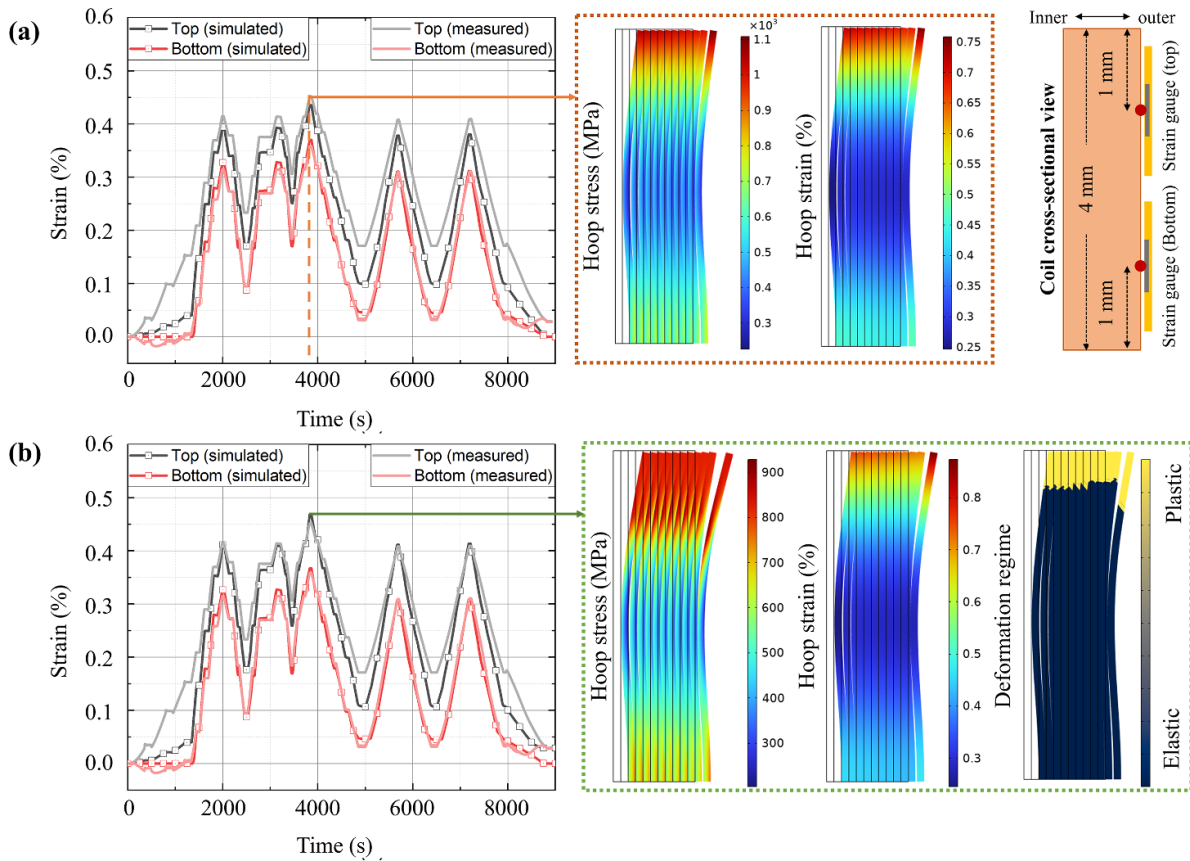 (a)
Top (simulated)
Bottom (simulated)
Top (measured)
Bottom (measured)
0.6
0.5
0.4
0.3
0.2
0.1
0.0
Strain (%)
0
2000
4000
6000
8000
Time (s)
Hoop stress (MPa)
×10³
1.1
1
0.9
0.8
0.7
0.6
0.5
0.4
0.3
Hoop strain (%)
0.75
0.7
0.65
0.6
0.55
0.5
0.45
0.4
0.35
0.3
0.25
Inner
outer
Coil cross-sectional view
4 mm
1 mm
1 mm
Strain gauge (top)
Strain gauge (Bottom)
(b)
Top (simulated)
Bottom (simulated)
Top (measured)
Bottom (measured)
0.6
0.5
0.4
0.3
0.2
0.1
0.0
Strain (%)
0
2000
4000
6000
8000
Time (s)
Hoop stress (MPa)
900
800
700
600
500
400
300
Hoop strain (%)
0.8
0.7
0.6
0.5
0.4
0.3
Deformation regime
Plastic
Elastic